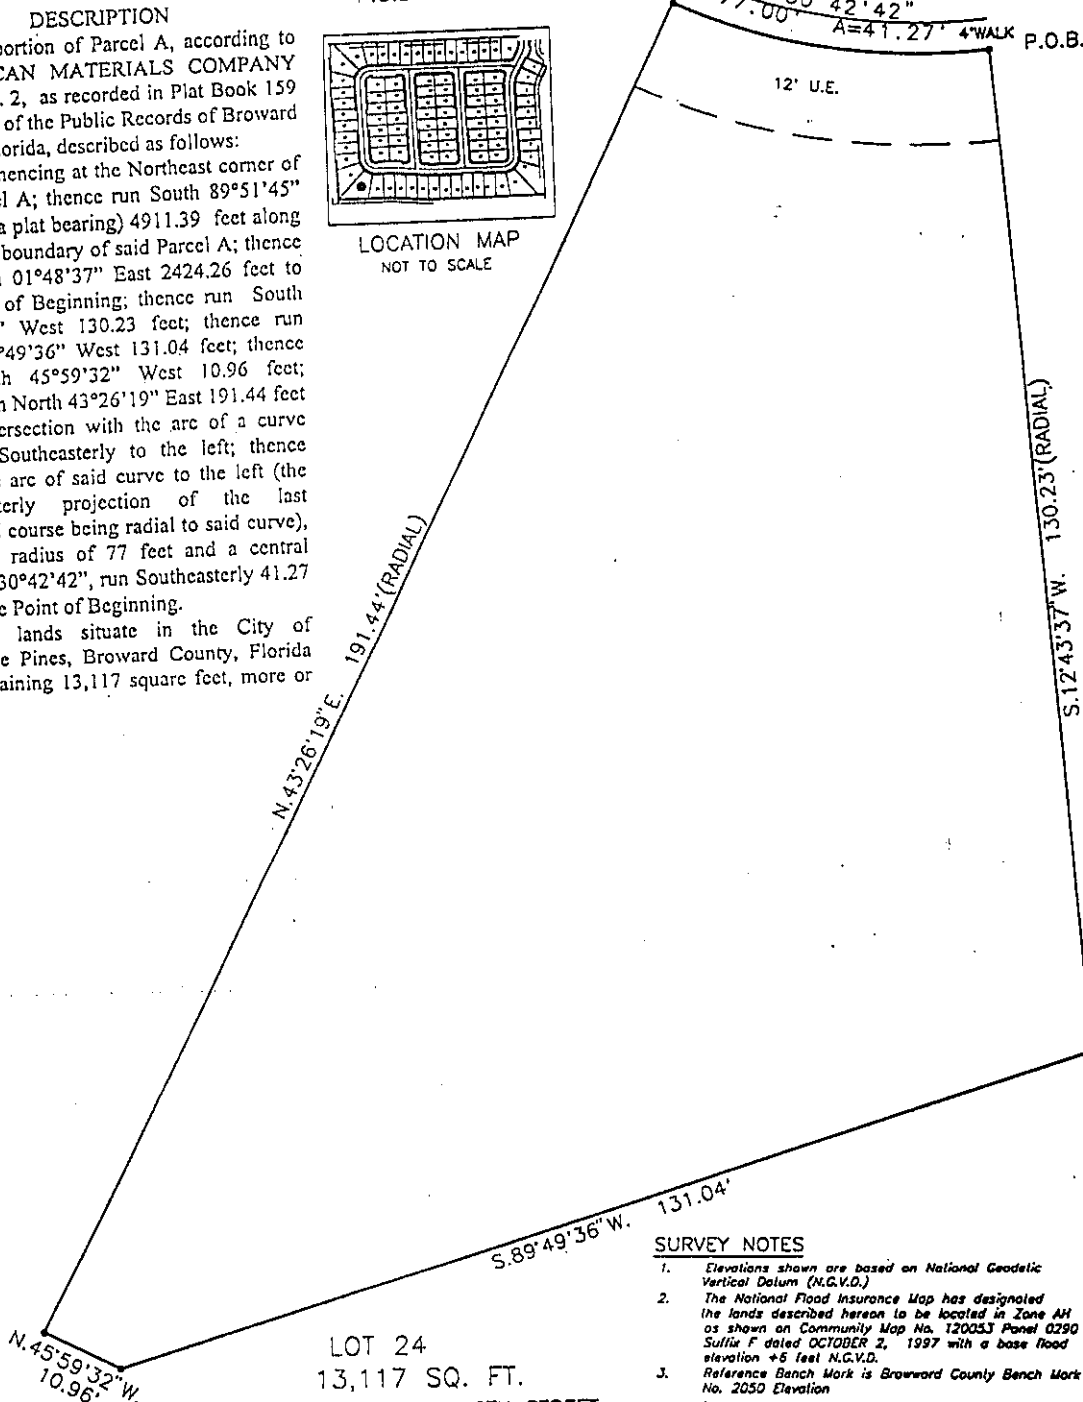 DESCRIPTION
ortion of Parcel A, according to
CAN MATERIALS COMPANY
. 2, as recorded in Plat Book 159
of the Public Records of Broward
lorida, described as follows:
encing at the Northeast corner of
l A; thence run South 89°51'45"
a plat bearing) 4911.39 feet along
boundary of said Parcel A; thence
01°48'37" East 2424.26 feet to
of Beginning; thence run South
" West 130.23 feet; thence run
°49'36" West 131.04 feet; thence
h 45°59'32" West 10.96 feet;
n North 43°26'19" East 191.44 feet
ersection with the arc of a curve
Southeasterly to the left; thence
arc of said curve to the left (the
terly projection of the last
course being radial to said curve),
radius of 77 feet and a central
30°42'42", run Southeasterly 41.27
e Point of Beginning.
lands situate in the City of
e Pines, Broward County, Florida
aining 13,117 square feet, more or
LOCATION MAP
NOT TO SCALE
42'42"
77.00'
A=41.27'
4'WALK
P.O.B.
12' U.E.
N.43°26'19"E. 191.44'(RADIAL)
S.12°43'37"W. 130.23'(RADIAL)
S.89°49'36"W. 131.04'
N.45°59'32"W.
10.96'
LOT 24
13,117 SQ. FT.
SURVEY NOTES
1. Elevations shown are based on National Geodetic
Vertical Datum (N.G.V.D.)
2. The National Flood Insurance Map has designated
the lands described hereon to be located in Zone AH
as shown on Community Map No. 120053 Panel 0290
Suffix F dated OCTOBER 2, 1997 with a base flood
elevation +6 feet N.G.V.D.
3. Reference Bench Mark is Browward County Bench Mark
No. 2050 Elevation